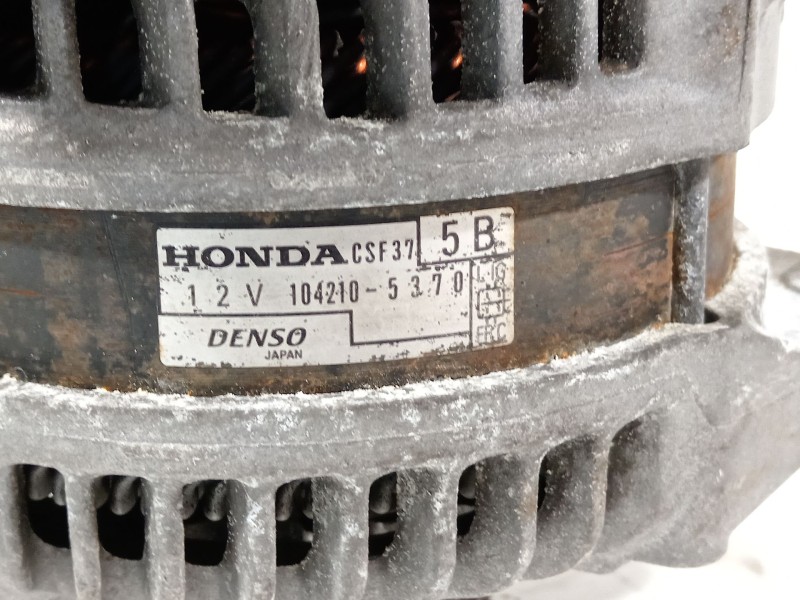 HONDA CSF37 5B
12V 104210-5370
DENSO
JAPAN